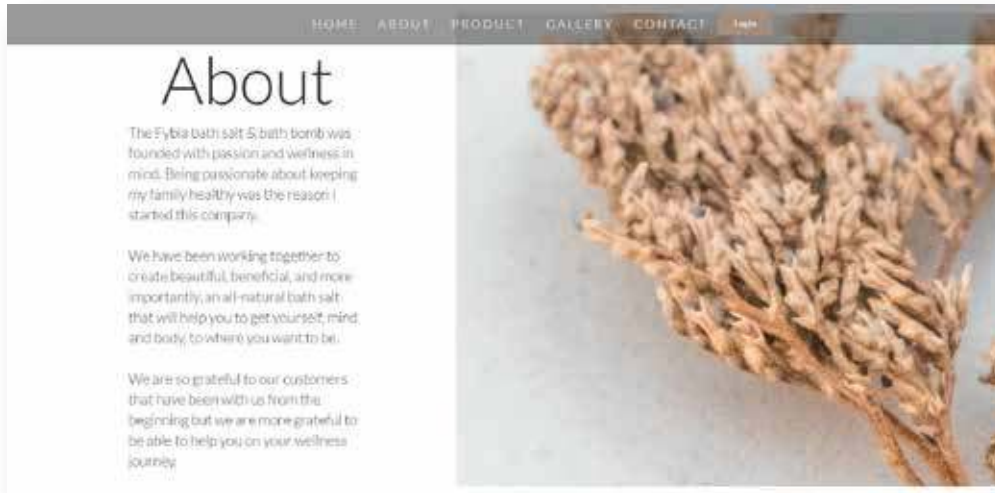 HOME ABOUT PRODUCT GALLERY CONTACT Login
About
The Fybia bath salt & bath bomb was
founded with passion and wellness in
mind. Being passionate about keeping
my family healthy was the reason I
started this company.
We have been working together to
create beautiful, beneficial, and more
importantly, an all-natural bath salt
that will help you to get yourself, mind
and body, to where you want to be.
We are so grateful to our customers
that have been with us from the
beginning but we are more grateful to
be able to help you on your wellness
journey.